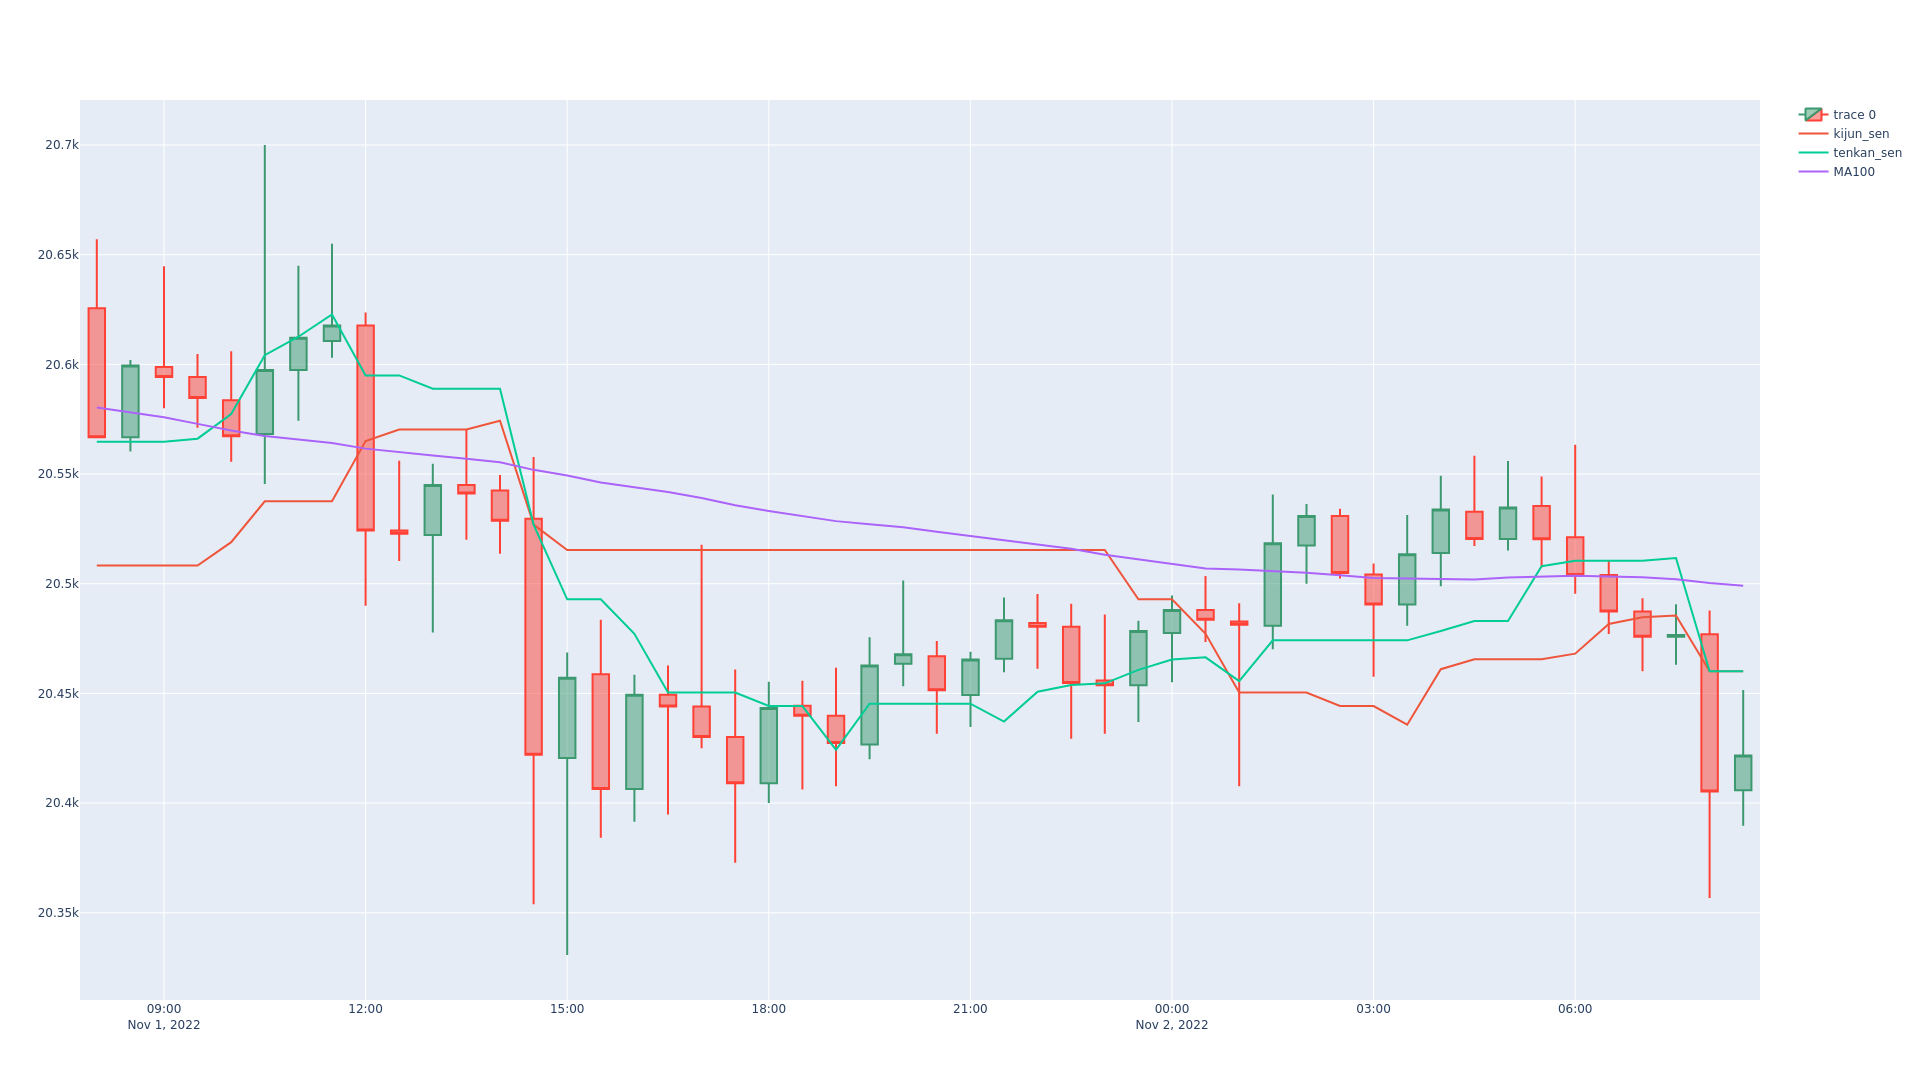 trace 0
kijun_sen
tenkan_sen
MA100
20.7k
20.65k
20.6k
20.55k
20.5k
20.45k
20.4k
20.35k
09:00 12:00 15:00 18:00 21:00 00:00 03:00 06:00
Nov 1, 2022 Nov 2, 2022